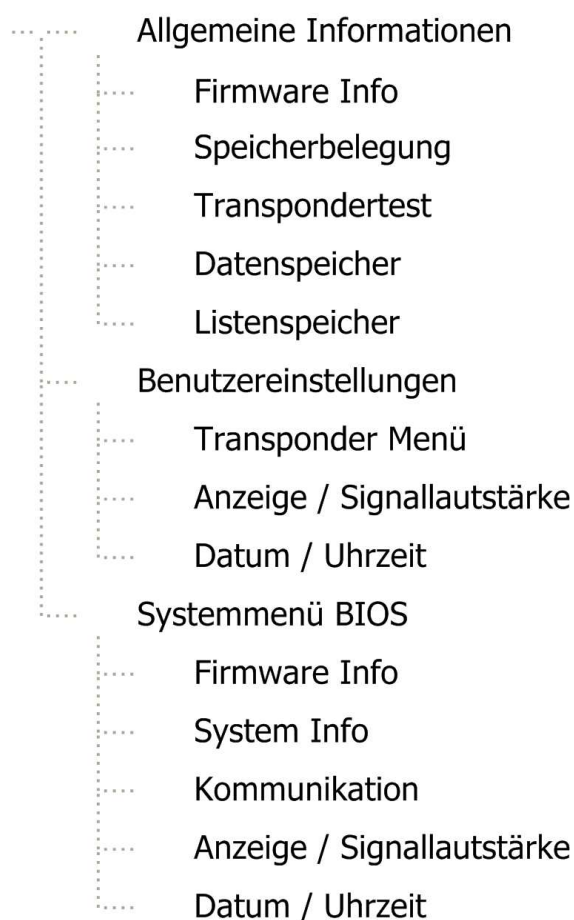 Allgemeine Informationen
Firmware Info
Speicherbelegung
Transpondertest
Datenspeicher
Listenspeicher
Benutzereinstellungen
Transponder Menü
Anzeige / Signallautstärke
Datum / Uhrzeit
Systemmenü BIOS
Firmware Info
System Info
Kommunikation
Anzeige / Signallautstärke
Datum / Uhrzeit